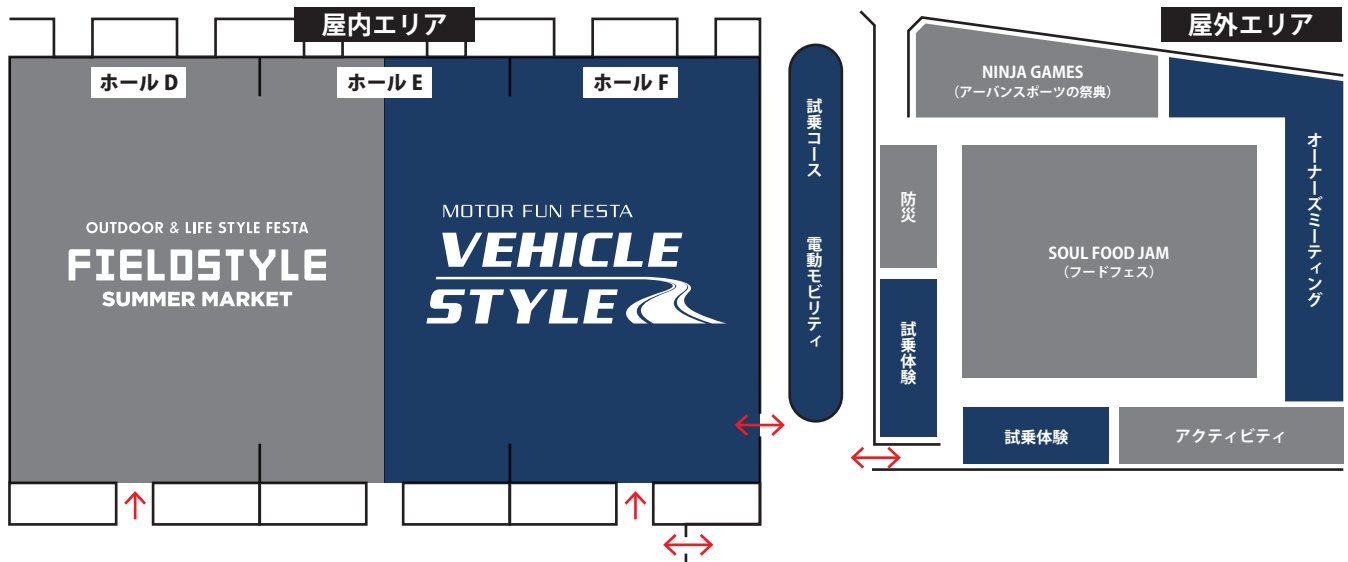 屋内エリア
ホール D
ホール E
ホール F
OUTDOOR & LIFE STYLE FESTA
FIELDSTYLE
SUMMER MARKET
MOTOR FUN FESTA
VEHICLE
STYLE
試乗コース
電動モビリティ
屋外エリア
NINJA GAMES
（アーバンスポーツの祭典）
オーナーズミーティング
防災
SOUL FOOD JAM
（フードフェス）
試乗体験
試乗体験
アクティビティ